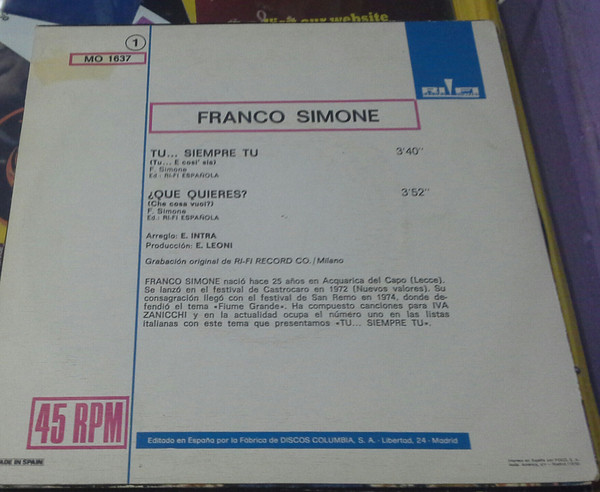 Visit our website
1
MO 1637
RI-FI
FRANCO SIMONE
TU... SIEMPRE TU 3'40"
(Tu... E cosi' sia)
F. Simone
Ed.: RI-FI ESPAÑOLA
¿QUE QUIERES? 3'52"
(Che cosa vuoi?)
F. Simone
Ed.: RI-FI ESPAÑOLA
Arreglo: E. INTRA
Producción: E. LEONI
Grabación original de RI-FI RECORD CO./Milano
FRANCO SIMONE nació hace 25 años en Acquarica del Capo (Lecce).
Se lanzó en el festival de Castrocaro en 1972 (Nuevos valores). Su
consagración llegó con el festival de San Remo en 1974, donde de-
fendió el tema «Fiume Grande». Ha compuesto canciones para IVA
ZANICCHI y en la actualidad ocupa el número uno en las listas
italianas con este tema que presentamos «TU... SIEMPRE TU».
45 RPM
Editado en España por la Fábrica de DISCOS COLUMBIA, S. A. - Libertad, 24 - Madrid
MADE IN SPAIN